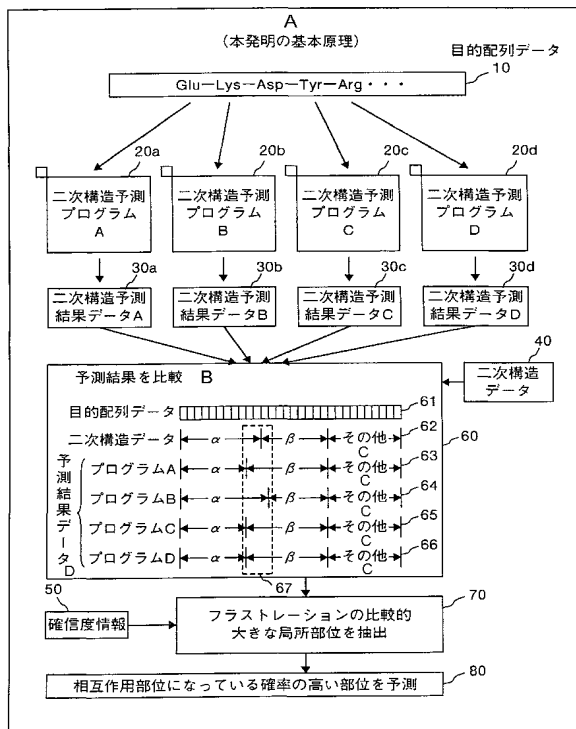 A
(本発明の基本原理)
目的配列データ
10
Glu—Lys—Asp—Tyr—Arg・・・
20a
20b
20c
20d
二次構造予測
プログラム
A
二次構造予測
プログラム
B
二次構造予測
プログラム
C
二次構造予測
プログラム
D
30a
30b
30c
30d
二次構造予測
結果データA
二次構造予測
結果データB
二次構造予測
結果データC
二次構造予測
結果データD
40
二次構造
データ
予測結果を比較 B
60
目的配列データ
61
二次構造データ α β その他 C 62
予測結果データD
プログラムA α β その他 C 63
プログラムB α β その他 C 64
プログラムC α β その他 C 65
プログラムD α β その他 C 66
67
50
確信度情報
70
フラストレーションの比較的
大きな局所部位を抽出
80
相互作用部位になっている確率の高い部位を予測